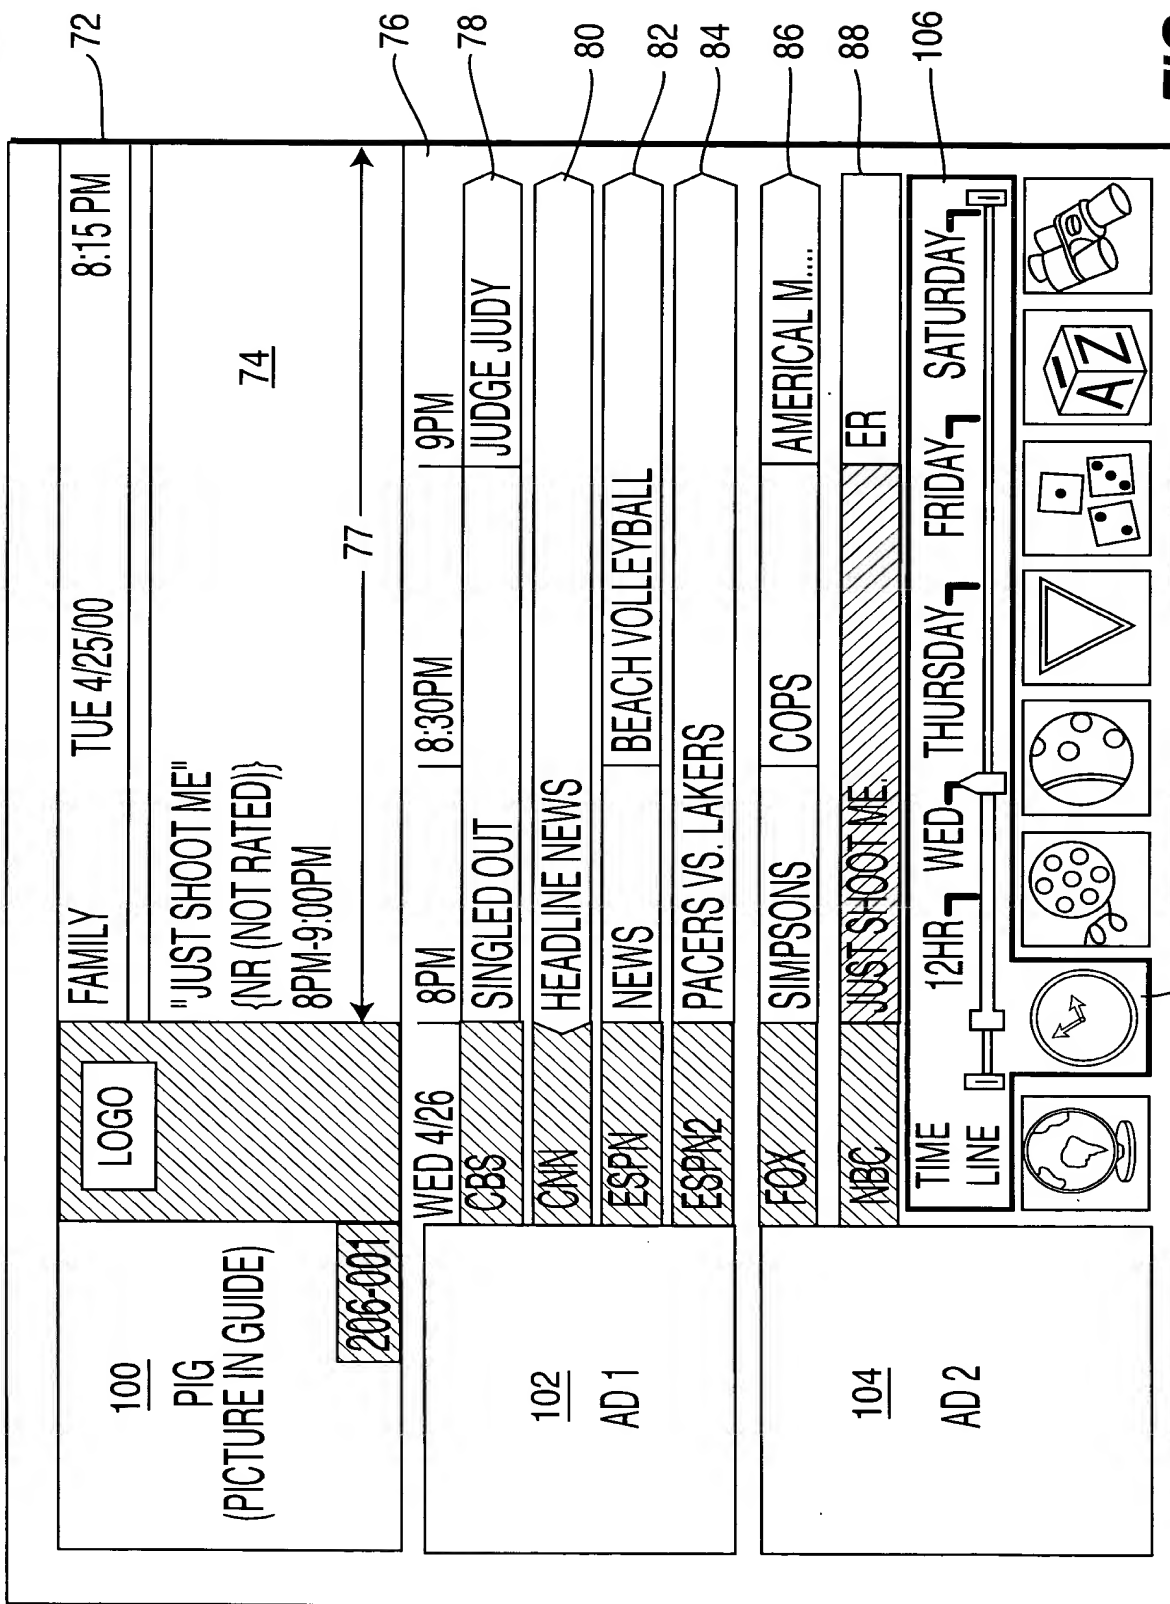 FAMILY TUE 4/25/00 8:15 PM
72
LOGO
100
PIG
(PICTURE IN GUIDE)
206-001
"JUST SHOOT ME"
{NR (NOT RATED)}
8PM-9:00PM
74
77
76
WED 4/26 8PM 8:30PM 9PM
CBS SINGLED OUT JUDGE JUDY
78
CNN HEADLINE NEWS
80
ESPN NEWS BEACH VOLLEYBALL
82
ESPN2 PACERS VS. LAKERS
84
102
AD 1
FOX SIMPSONS COPS AMERICAL M....
86
NBC JUST SHOOT ME. ER
88
104
AD 2
TIME
LINE
12HR WED THURSDAY FRIDAY SATURDAY
106
I A Z